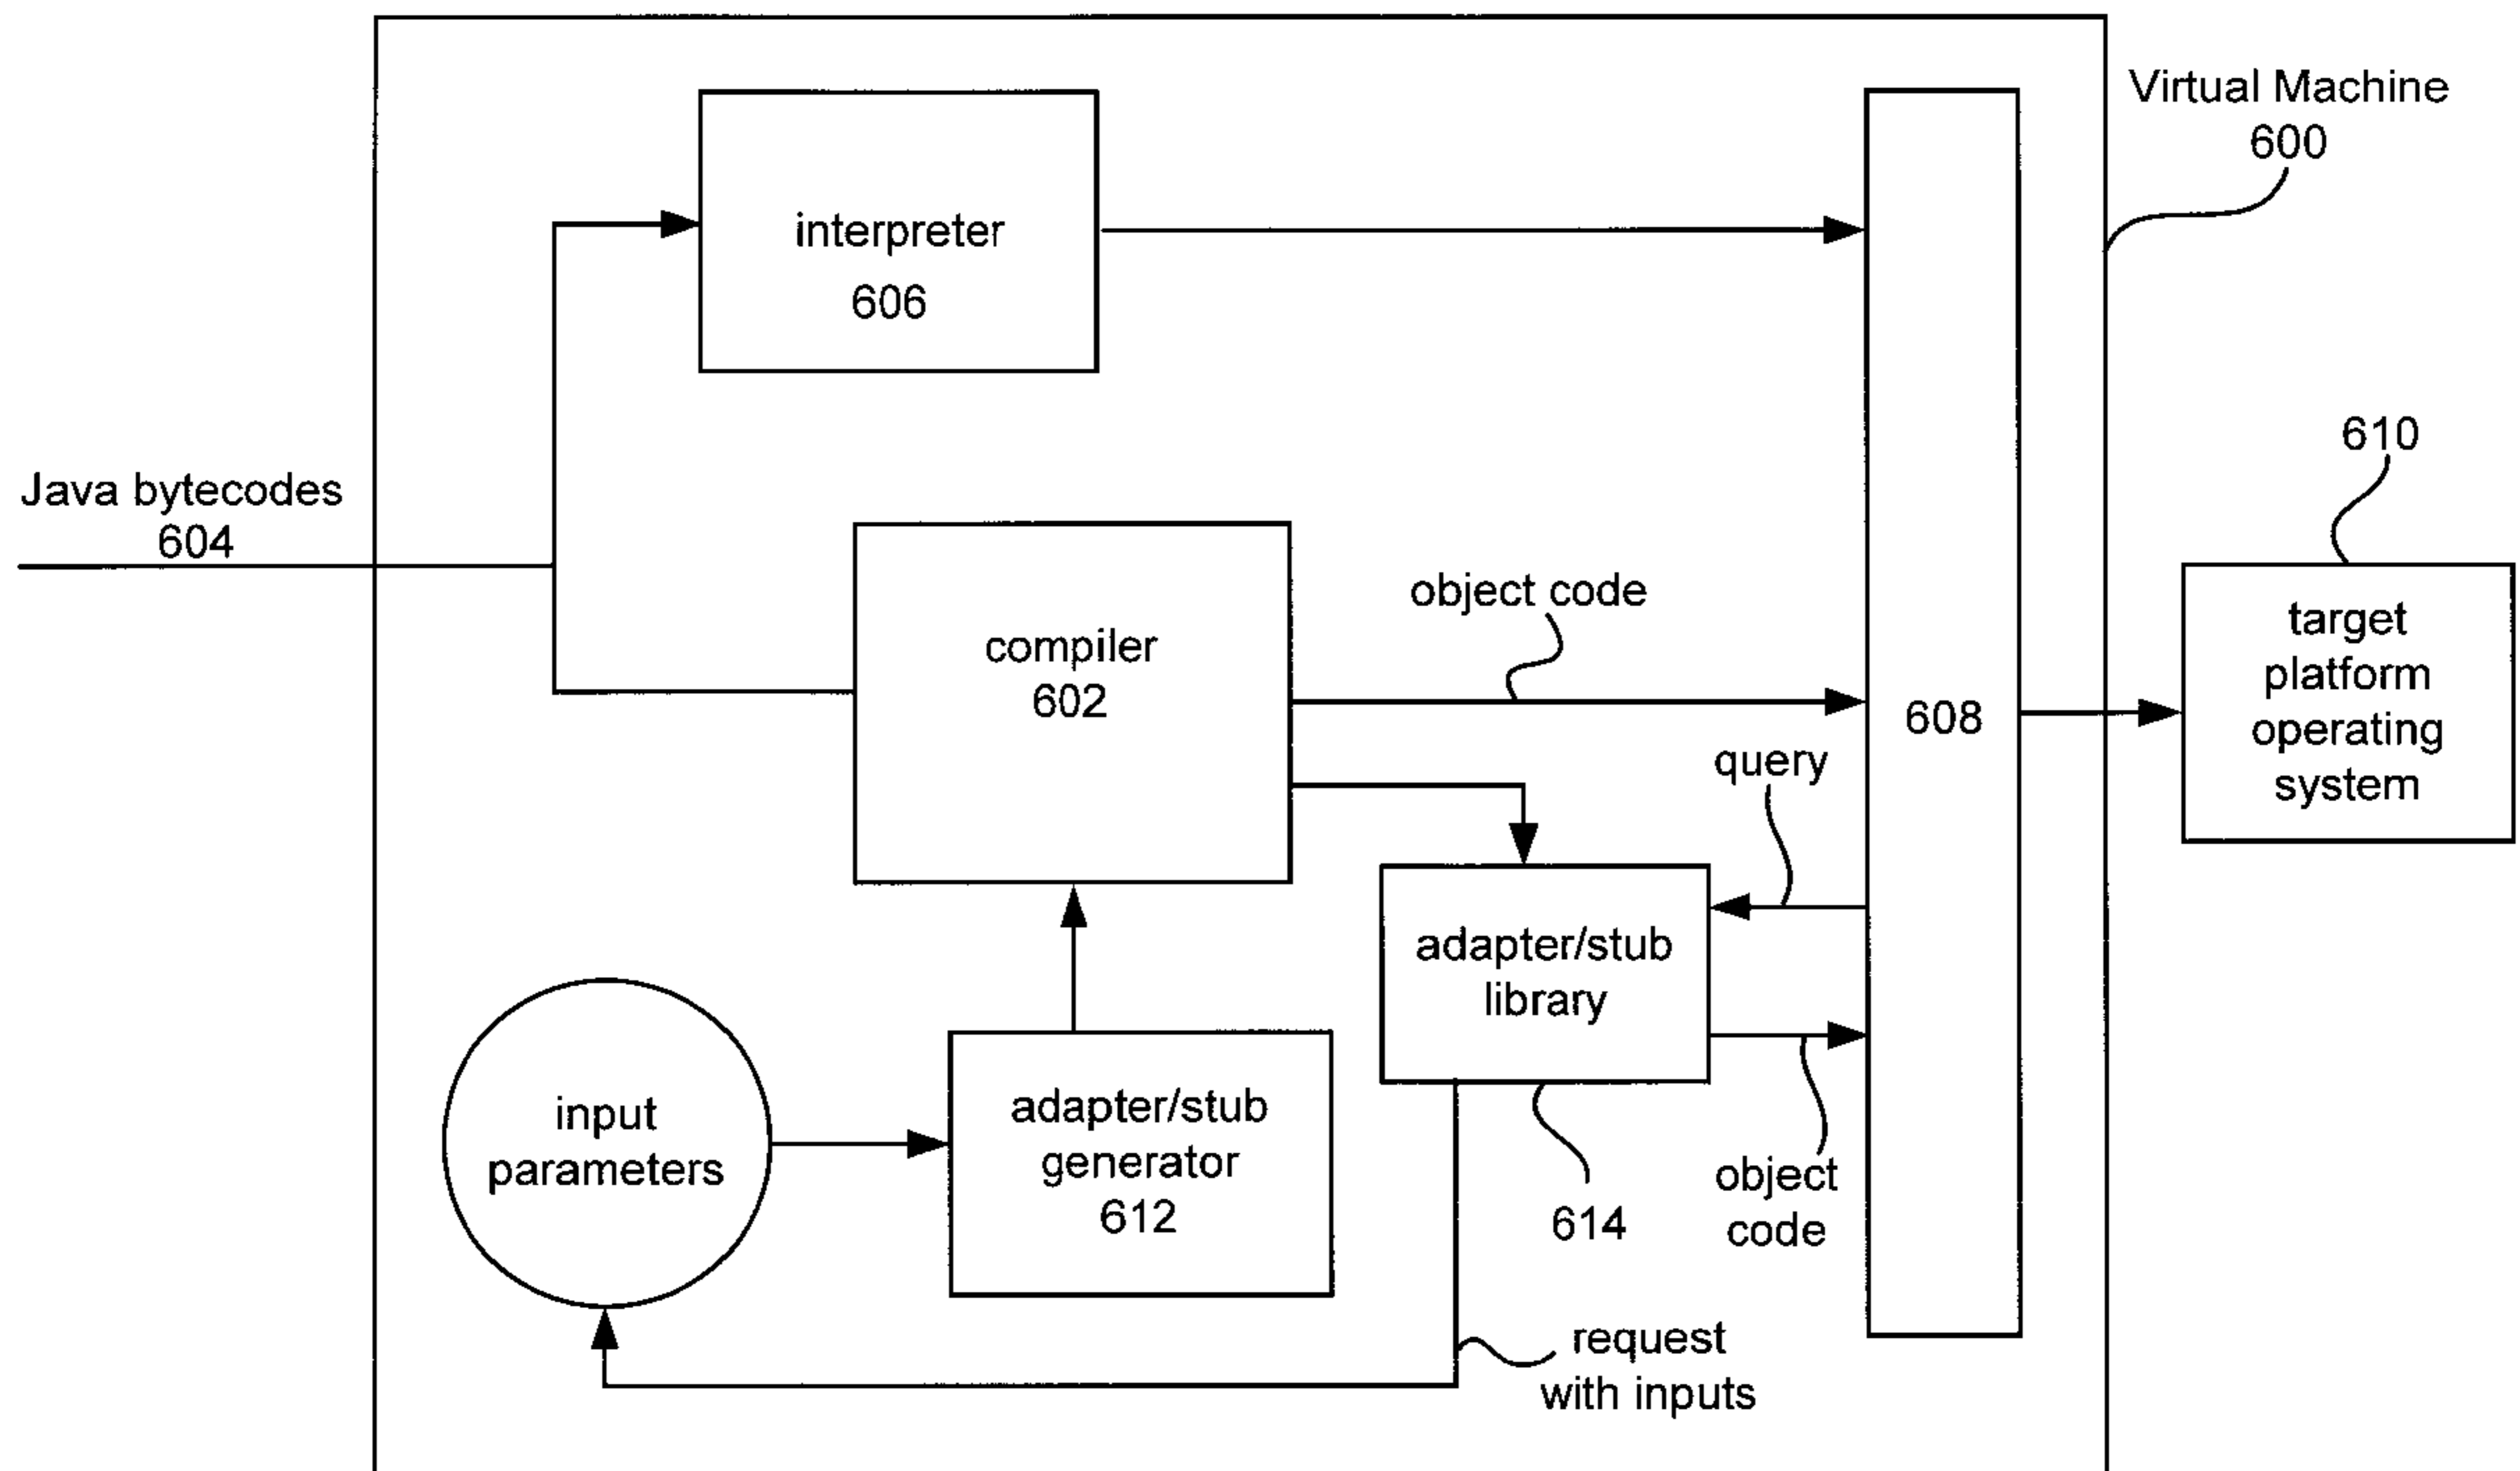 Virtual Machine
600
interpreter
606
610
Java bytecodes
604
object code
target
platform
operating
system
compiler
602
608
query
adapter/stub
library
adapter/stub
generator
612
input
parameters
614
object
code
request
with inputs